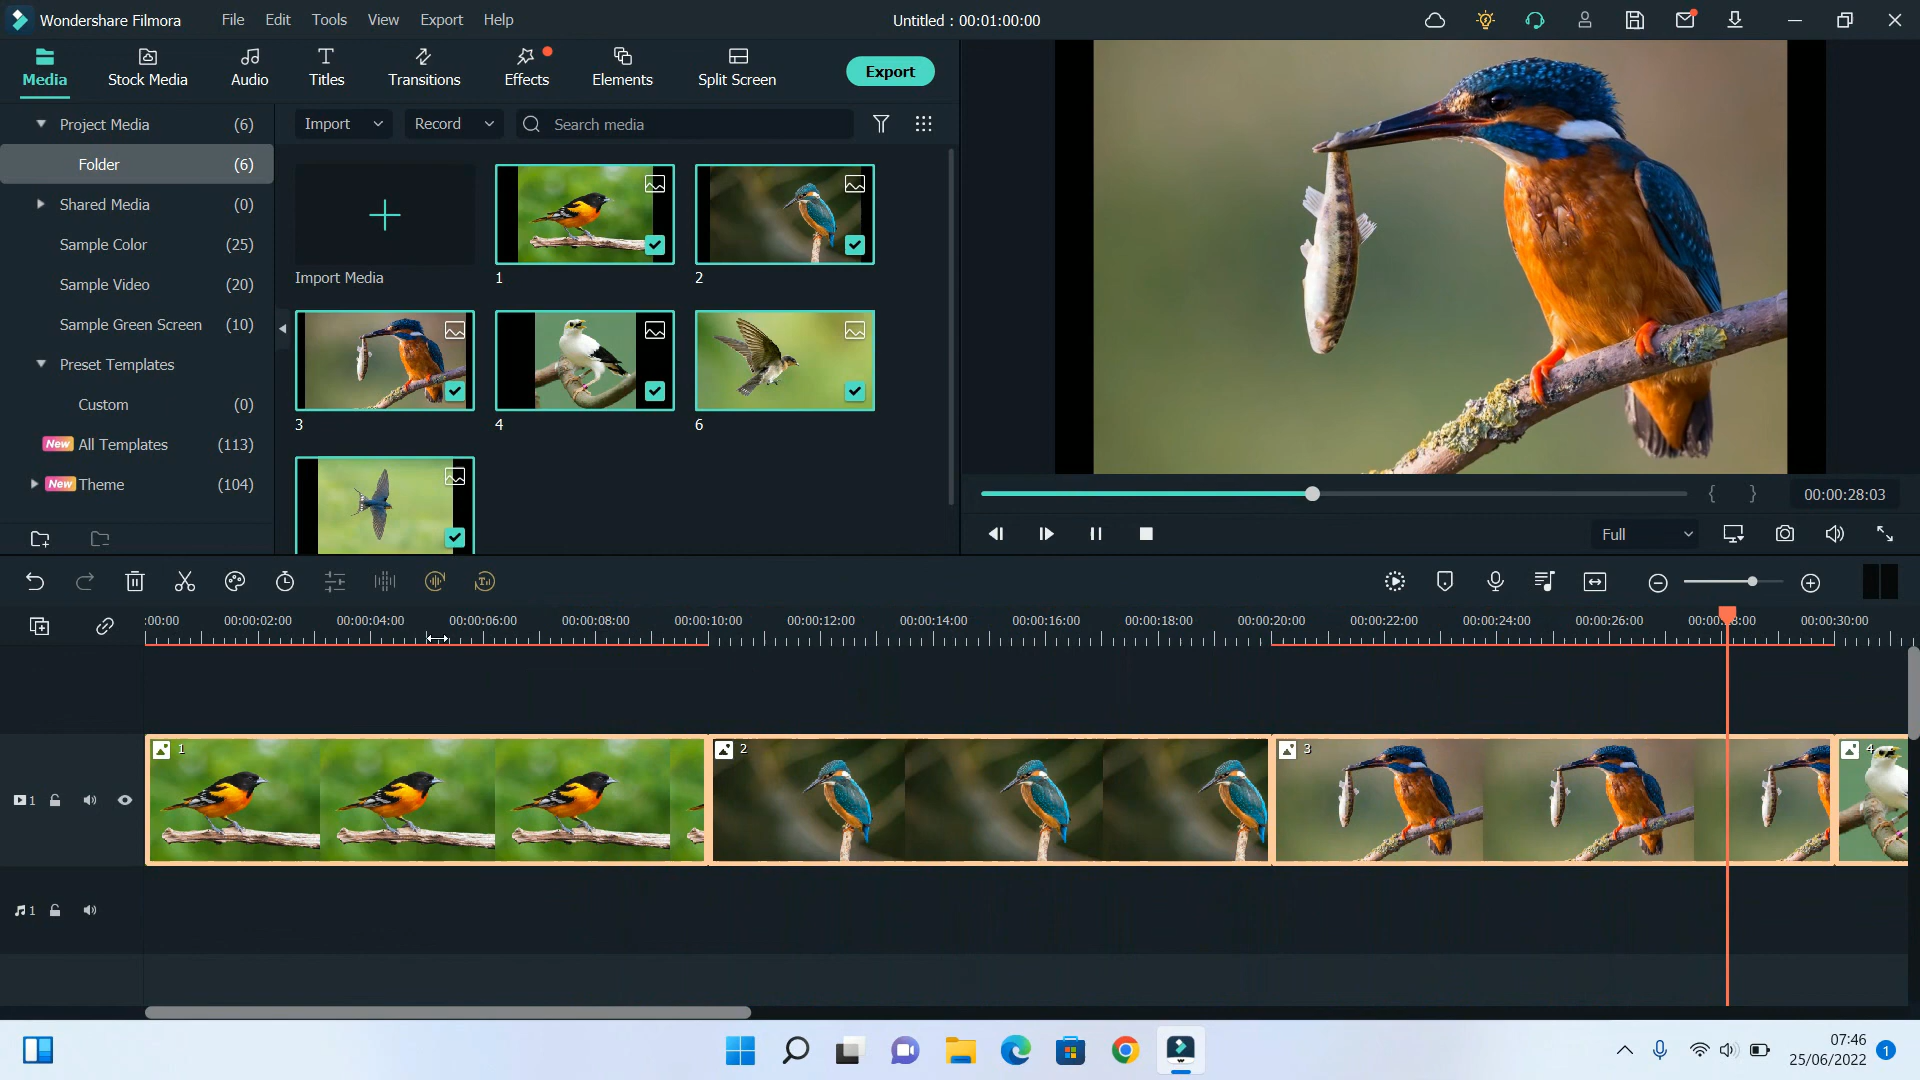 Wondershare Filmora File Edit Tools View Export Help Untitled : 00:01:00:00
Media Stock Media Audio Titles Transitions Effects Elements Split Screen Export
Project Media (6)
Folder (6)
Shared Media (0)
Sample Color (25)
Sample Video (20)
Sample Green Screen (10)
Preset Templates
Custom (0)
New All Templates (113)
New Theme (104)
Import Record Search media
Import Media 1 2
3 4 6
00:00:28:03
Full
:00:00 00:00:02:00 00:00:04:00 00:00:06:00 00:00:08:00 00:00:10:00 00:00:12:00 00:00:14:00 00:00:16:00 00:00:18:00 00:00:20:00 00:00:22:00 00:00:24:00 00:00:26:00 00:00:28:00 00:00:30:00
1 2 3 4
1
1
07:46
25/06/2022 1